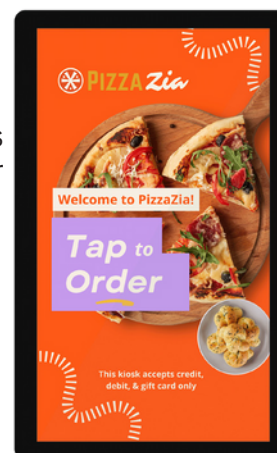 PIZZA Zia
Welcome to PizzaZia!
Tap to
Order
This kiosk accepts credit,
debit, & gift card only